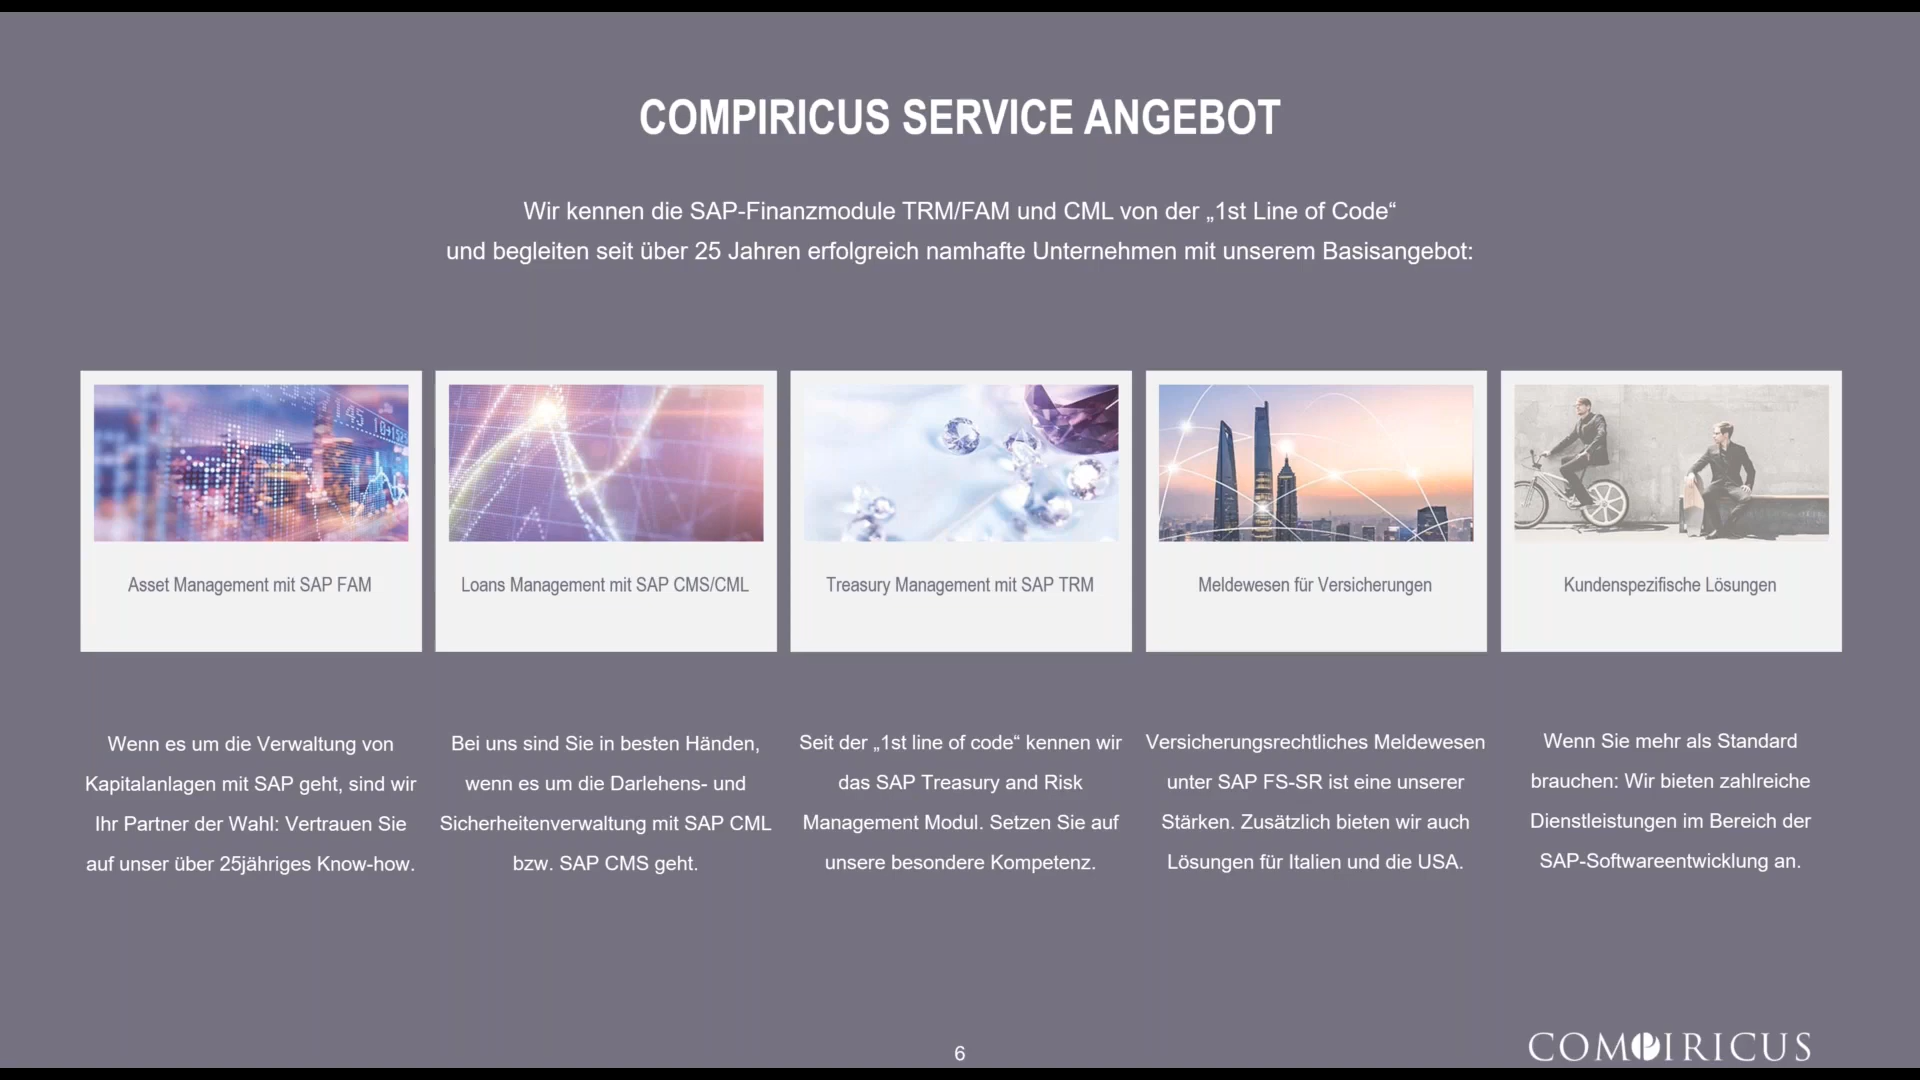 COMPIRICUS SERVICE ANGEBOT
Wir kennen die SAP-Finanzmodule TRM/FAM und CML von der „1st Line of Code“
und begleiten seit über 25 Jahren erfolgreich namhafte Unternehmen mit unserem Basisangebot:
Asset Management mit SAP FAM
Loans Management mit SAP CMS/CML
Treasury Management mit SAP TRM
Meldewesen für Versicherungen
Kundenspezifische Lösungen
Wenn es um die Verwaltung von
Kapitalanlagen mit SAP geht, sind wir
Ihr Partner der Wahl: Vertrauen Sie
auf unser über 25jähriges Know-how.
Bei uns sind Sie in besten Händen,
wenn es um die Darlehens- und
Sicherheitenverwaltung mit SAP CML
bzw. SAP CMS geht.
Seit der „1st line of code“ kennen wir
das SAP Treasury and Risk
Management Modul. Setzen Sie auf
unsere besondere Kompetenz.
Versicherungsrechtliches Meldewesen
unter SAP FS-SR ist eine unserer
Stärken. Zusätzlich bieten wir auch
Lösungen für Italien und die USA.
Wenn Sie mehr als Standard
brauchen: Wir bieten zahlreiche
Dienstleistungen im Bereich der
SAP-Softwareentwicklung an.
6
COMPIRICUS